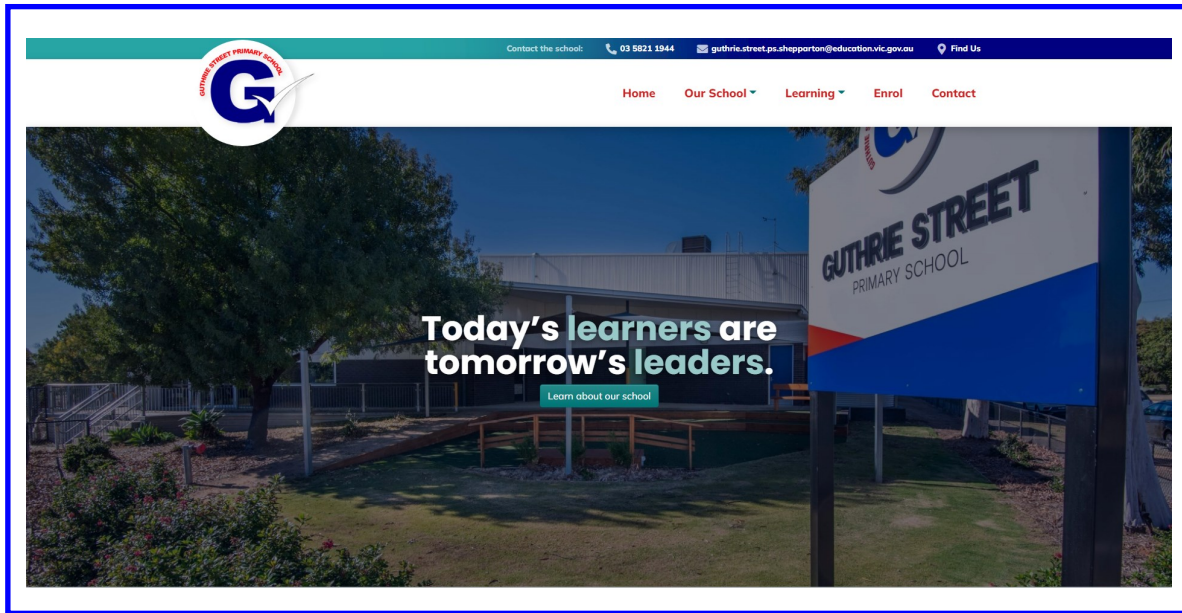 GUTHRIE STREET PRIMARY SCHOOL
G
Contact the school: 03 5821 1944 guthrie.street.ps.shepparton@education.vic.gov.au Find Us
Home Our School Learning Enrol Contact
GUTHRIE
GUTHRIE STREET
PRIMARY SCHOOL
Today’s learners are
tomorrow’s leaders.
Learn about our school